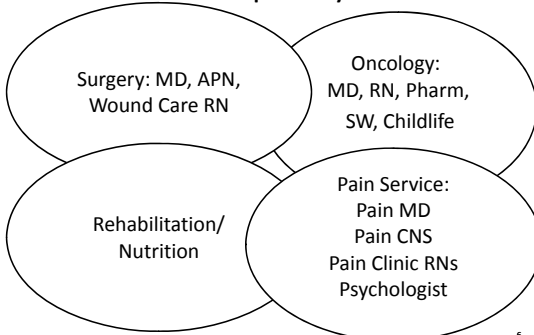 Surgery: MD, APN,
Wound Care RN
Oncology:
MD, RN, Pharm,
SW, Childlife
Rehabilitation/
Nutrition
Pain Service:
Pain MD
Pain CNS
Pain Clinic RNs
Psychologist